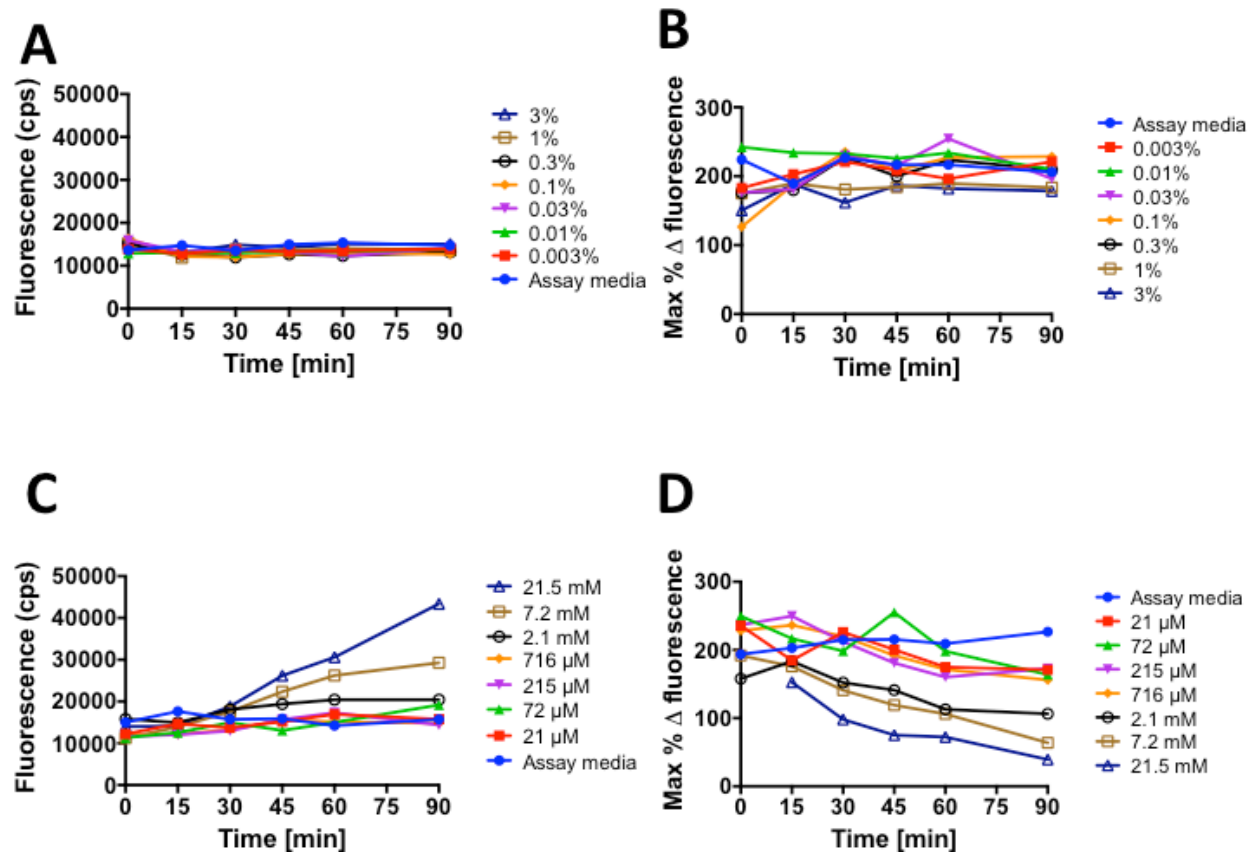 A
Fluorescence (cps)
50000
40000
30000
20000
10000
0
0 15 30 45 60 75 90
Time [min]
3%
1%
0.3%
0.1%
0.03%
0.01%
0.003%
Assay media
B
Max % Δ fluorescence
300
200
100
0
0 15 30 45 60 75 90
Time [min]
Assay media
0.003%
0.01%
0.03%
0.1%
0.3%
1%
3%
C
Fluorescence (cps)
50000
40000
30000
20000
10000
0
0 15 30 45 60 75 90
Time [min]
21.5 mM
7.2 mM
2.1 mM
716 µM
215 µM
72 µM
21 µM
Assay media
D
Max % Δ fluorescence
300
200
100
0
0 15 30 45 60 75 90
Time [min]
Assay media
21 µM
72 µM
215 µM
716 µM
2.1 mM
7.2 mM
21.5 mM